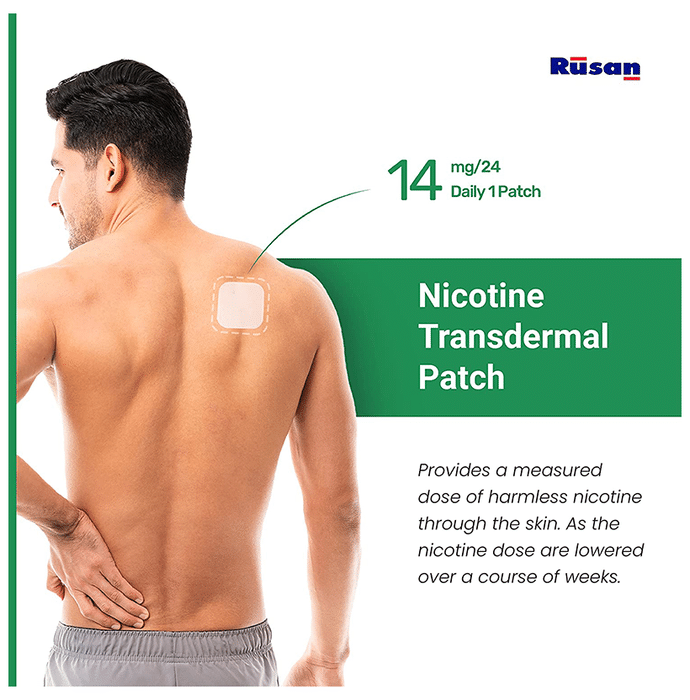 Rusan
14 mg/24
Daily 1 Patch
Nicotine
Transdermal
Patch
Provides a measured
dose of harmless nicotine
through the skin. As the
nicotine dose are lowered
over a course of weeks.